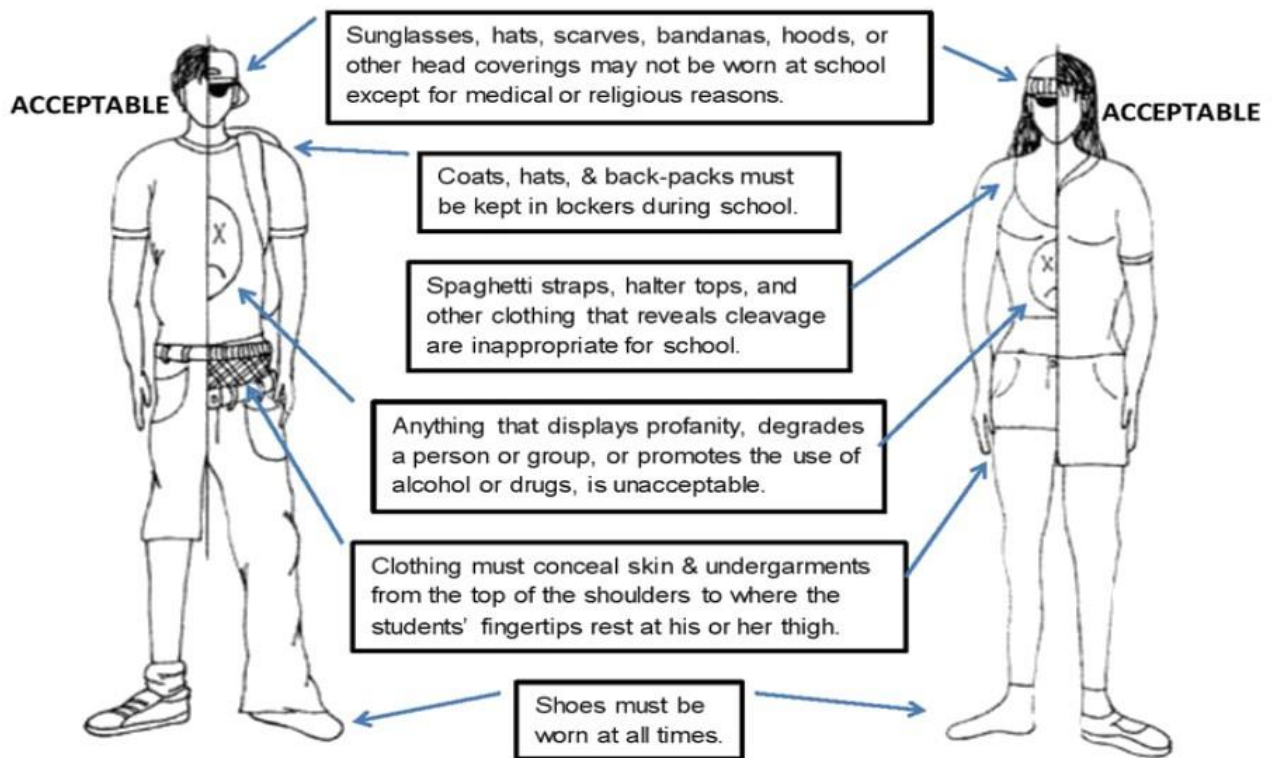 Sunglasses, hats, scarves, bandanas, hoods, or
other head coverings may not be worn at school
except for medical or religious reasons.
ACCEPTABLE
ACCEPTABLE
Coats, hats, & back-packs must
be kept in lockers during school.
Spaghetti straps, halter tops, and
other clothing that reveals cleavage
are inappropriate for school.
Anything that displays profanity, degrades
a person or group, or promotes the use of
alcohol or drugs, is unacceptable.
Clothing must conceal skin & undergarments
from the top of the shoulders to where the
students' fingertips rest at his or her thigh.
Shoes must be
worn at all times.